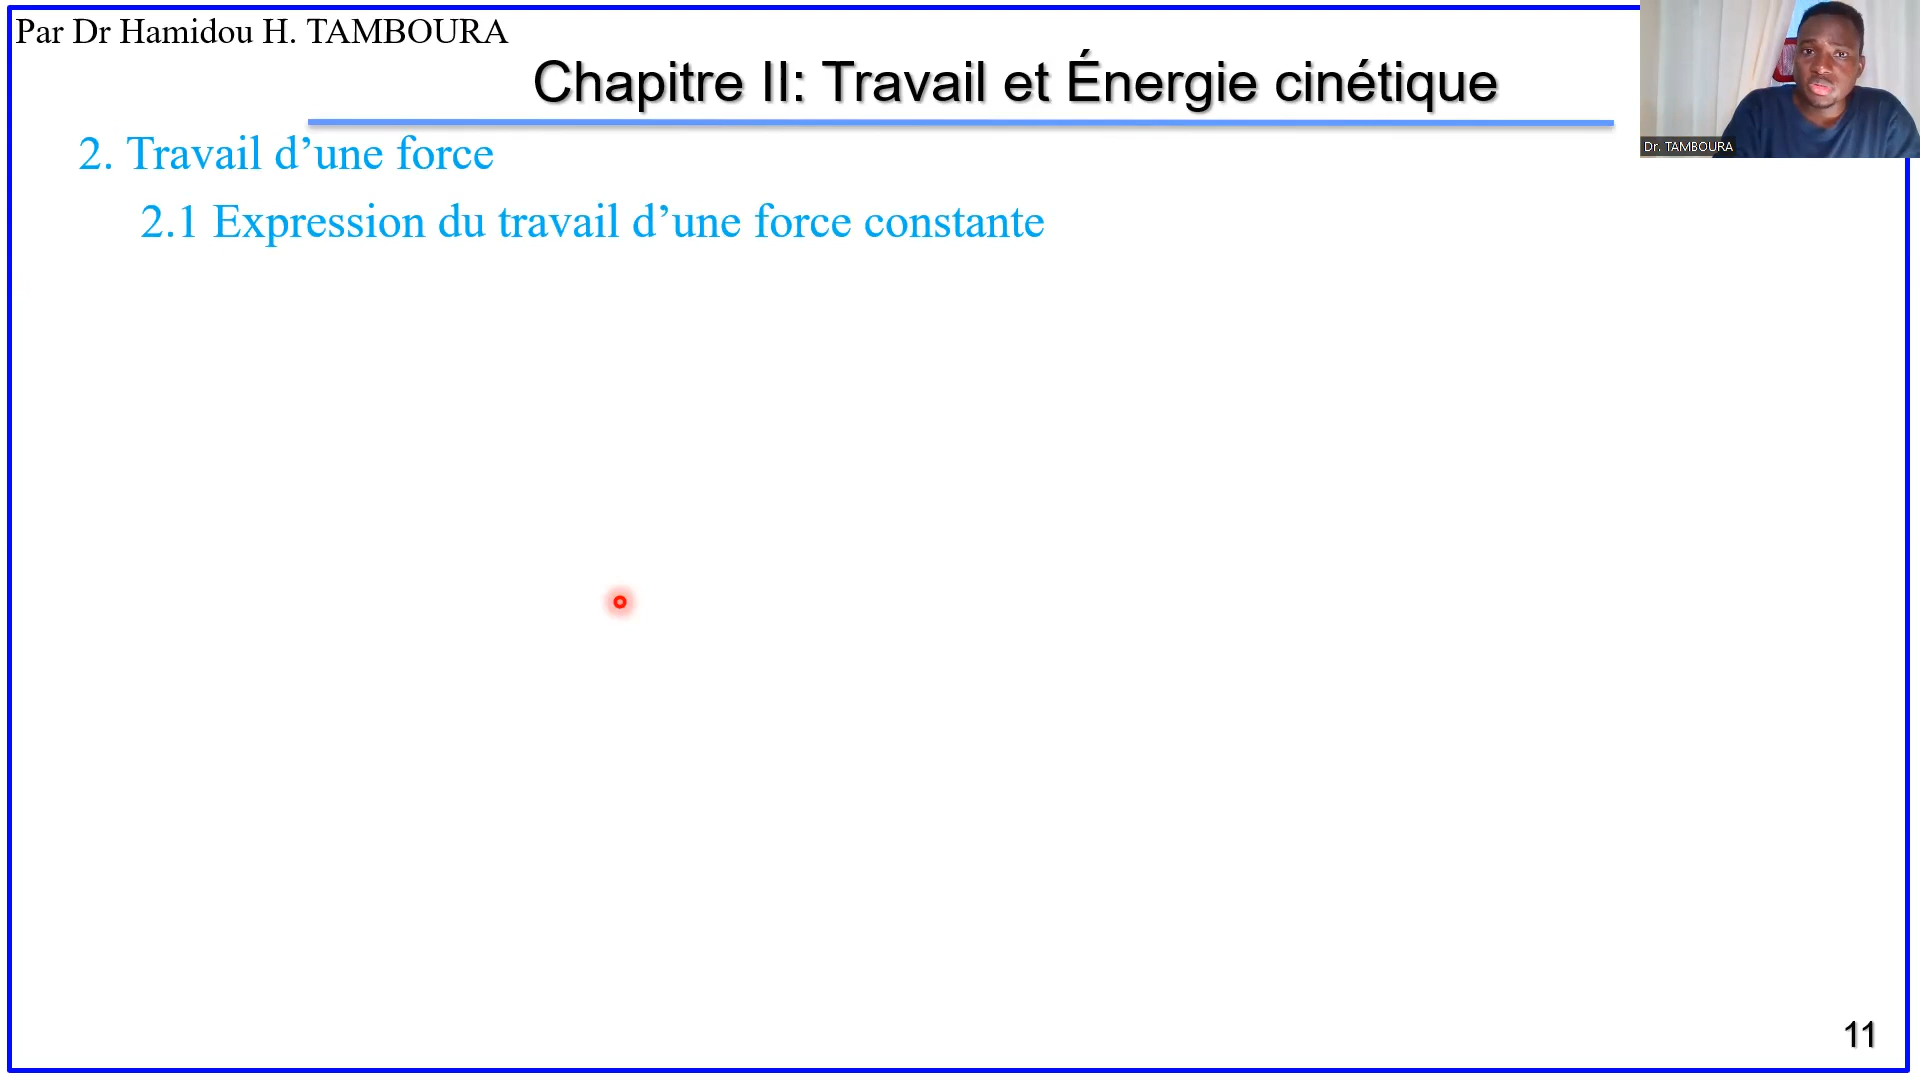 Par Dr Hamidou H. TAMBOURA
Chapitre II: Travail et Énergie cinétique
Dr. TAMBOURA
2. Travail d’une force
2.1 Expression du travail d’une force constante
11